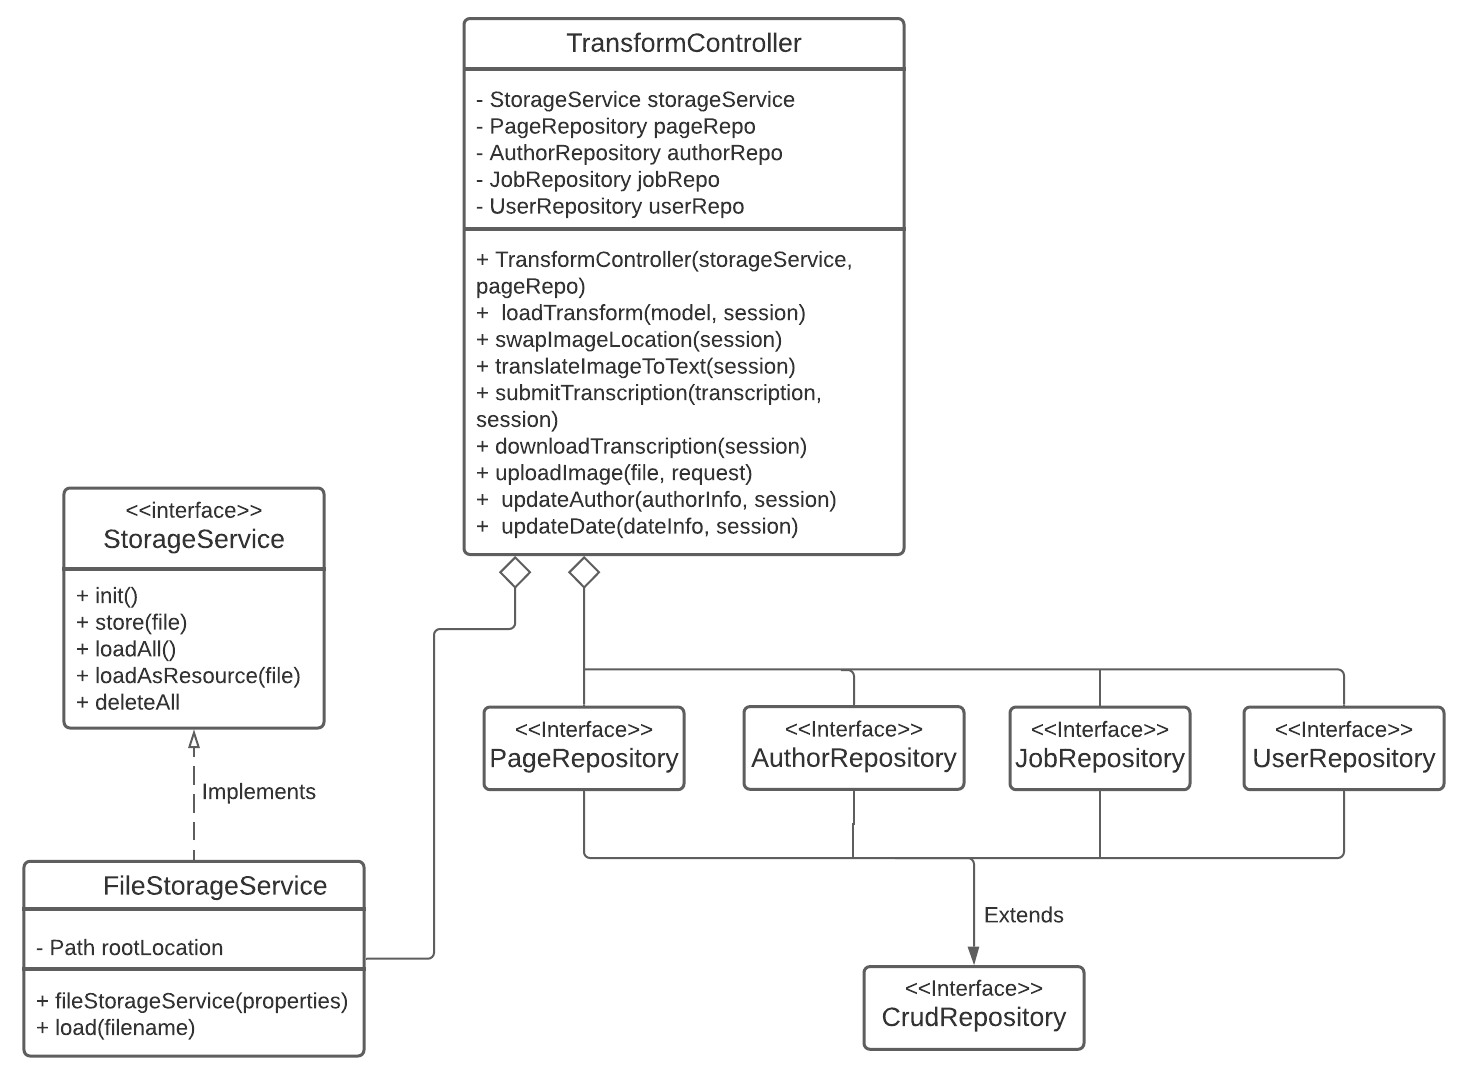 TransformController
- StorageService storageService
- PageRepository pageRepo
- AuthorRepository authorRepo
- JobRepository jobRepo
- UserRepository userRepo
+ TransformController(storageService,
pageRepo)
+  loadTransform(model, session)
+ swapImageLocation(session)
+ translateImageToText(session)
+ submitTranscription(transcription,
session)
+ downloadTranscription(session)
+ uploadImage(file, request)
+  updateAuthor(authorInfo, session)
+  updateDate(dateInfo, session)
<<interface>>
StorageService
+ init()
+ store(file)
+ loadAll()
+ loadAsResource(file)
+ deleteAll
Implements
FileStorageService
- Path rootLocation
+ fileStorageService(properties)
+ load(filename)
<<Interface>>
PageRepository
<<Interface>>
AuthorRepository
<<Interface>>
JobRepository
<<Interface>>
UserRepository
Extends
<<Interface>>
CrudRepository